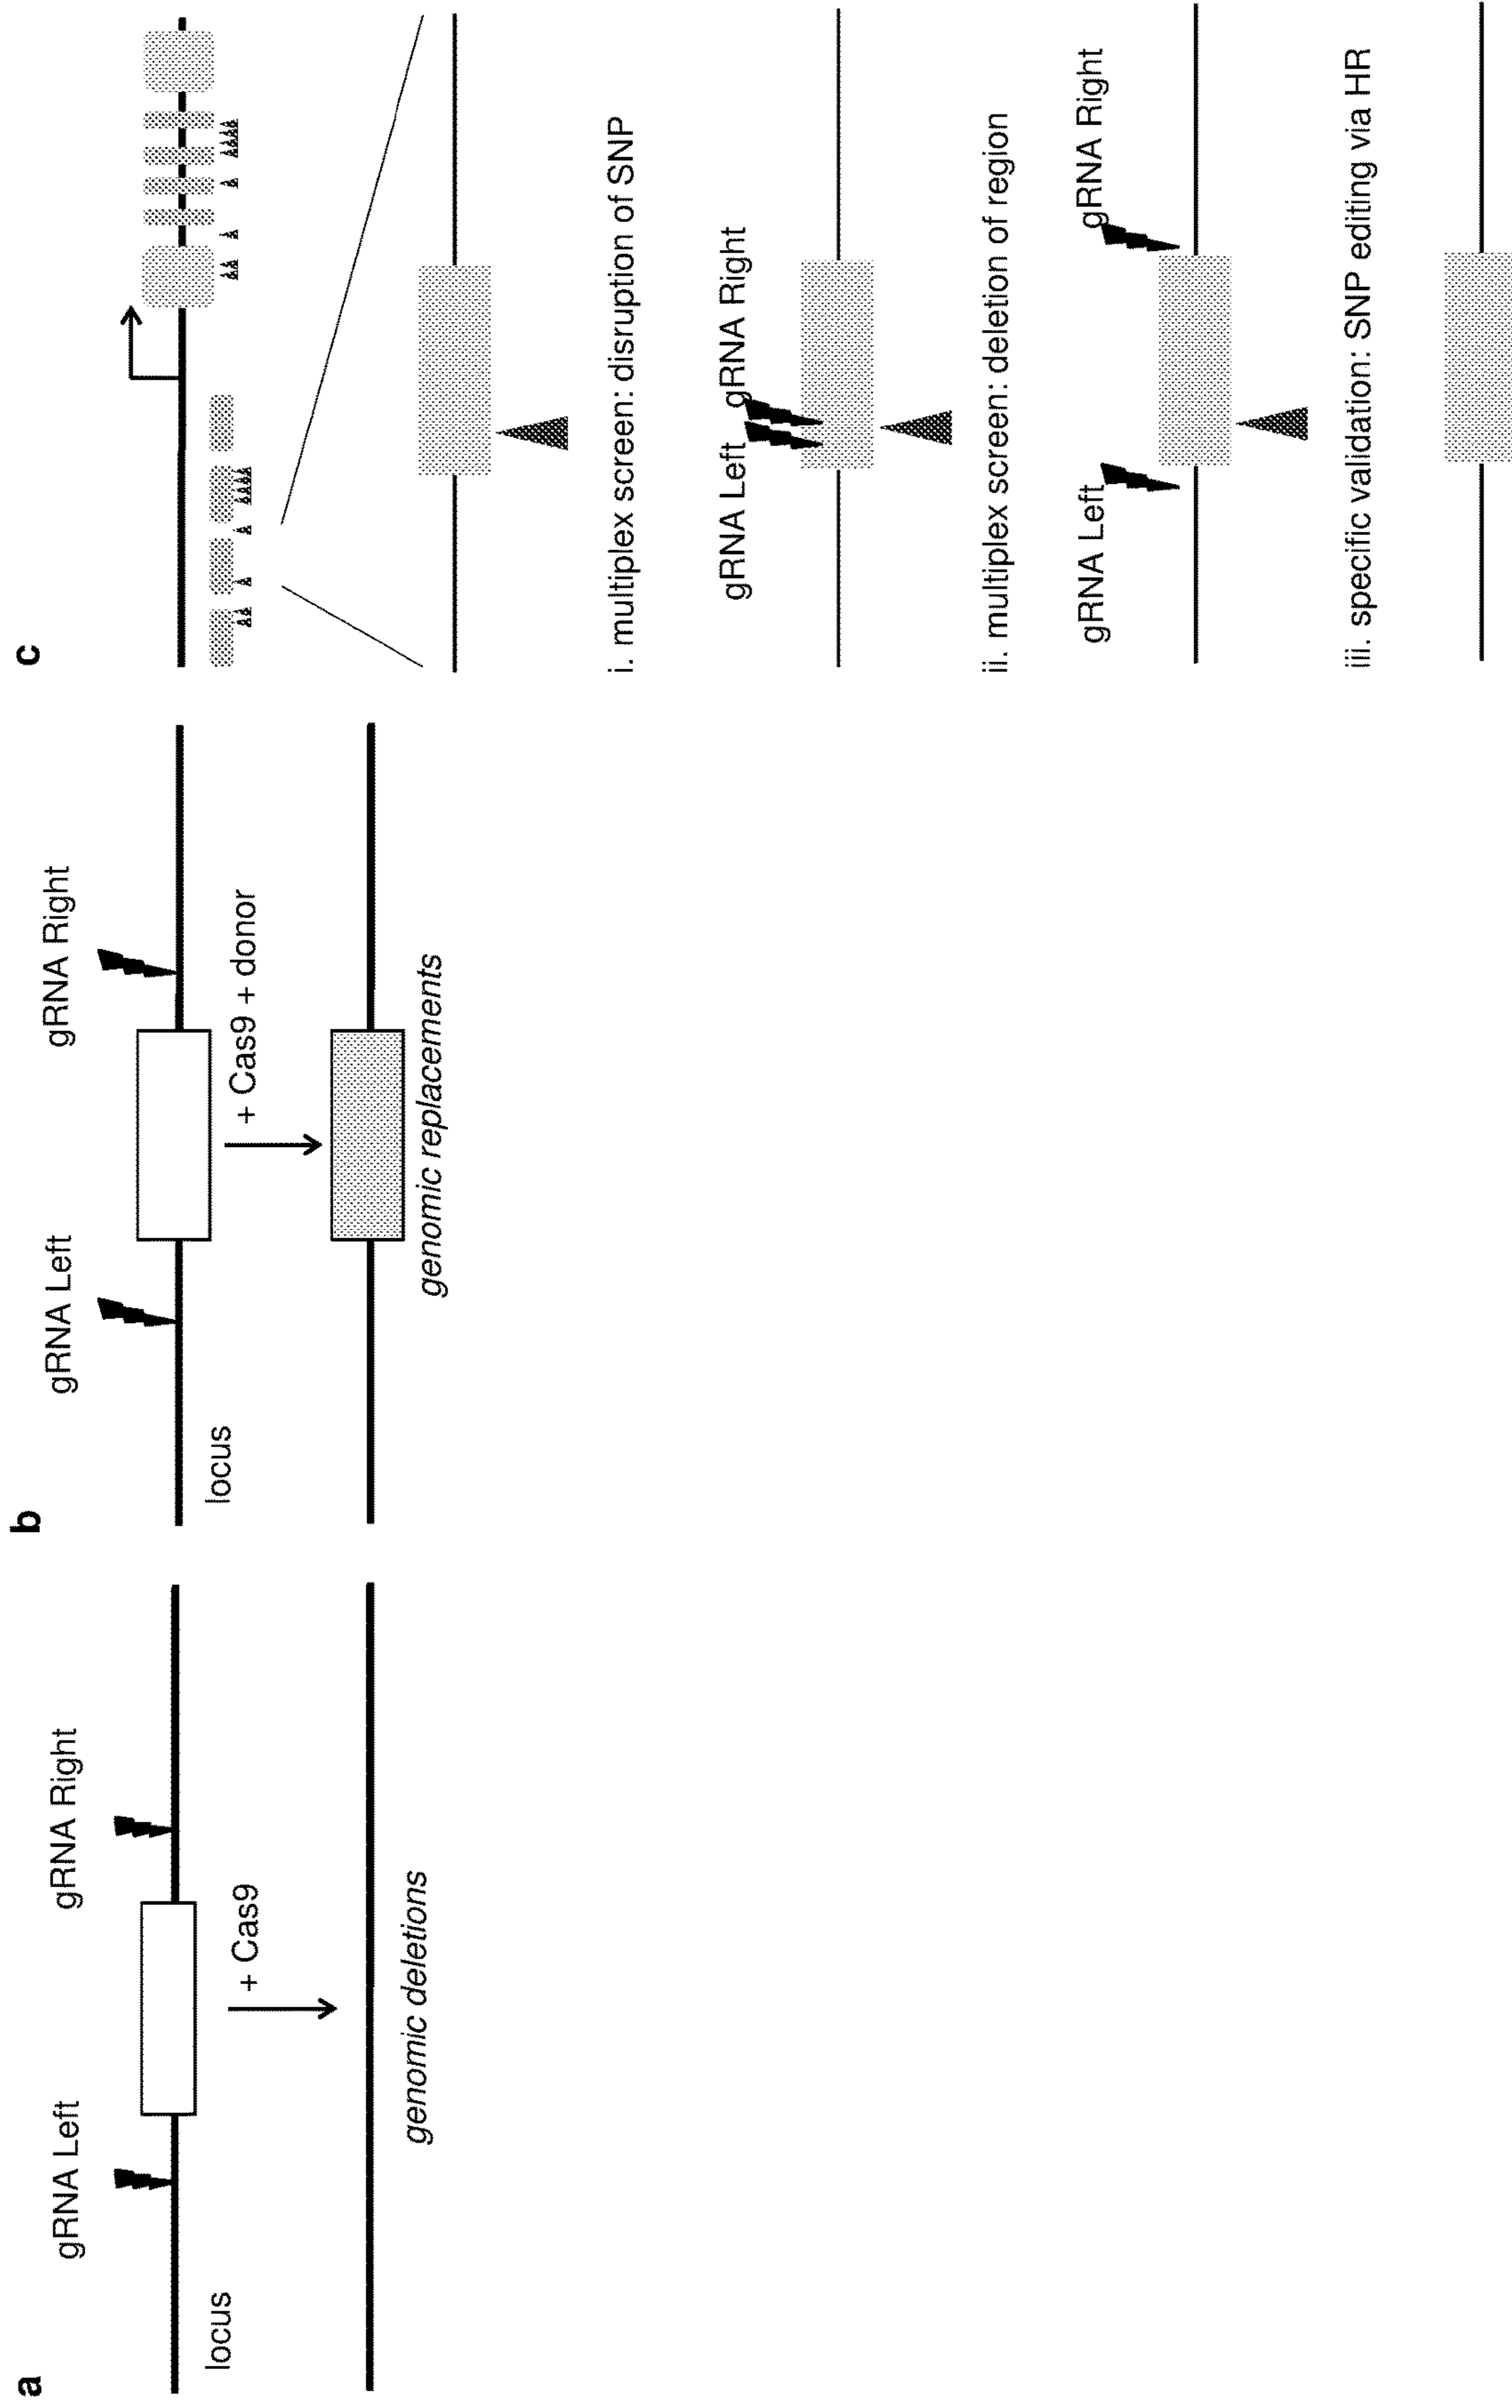 a
gRNA Left
gRNA Right
locus
+ Cas9
genomic deletions
b
gRNA Left
gRNA Right
locus
+ Cas9 + donor
genomic replacements
c
i. multiplex screen: disruption of SNP
gRNA Left
gRNA Right
ii. multiplex screen: deletion of region
gRNA Left
gRNA Right
iii. specific validation: SNP editing via HR